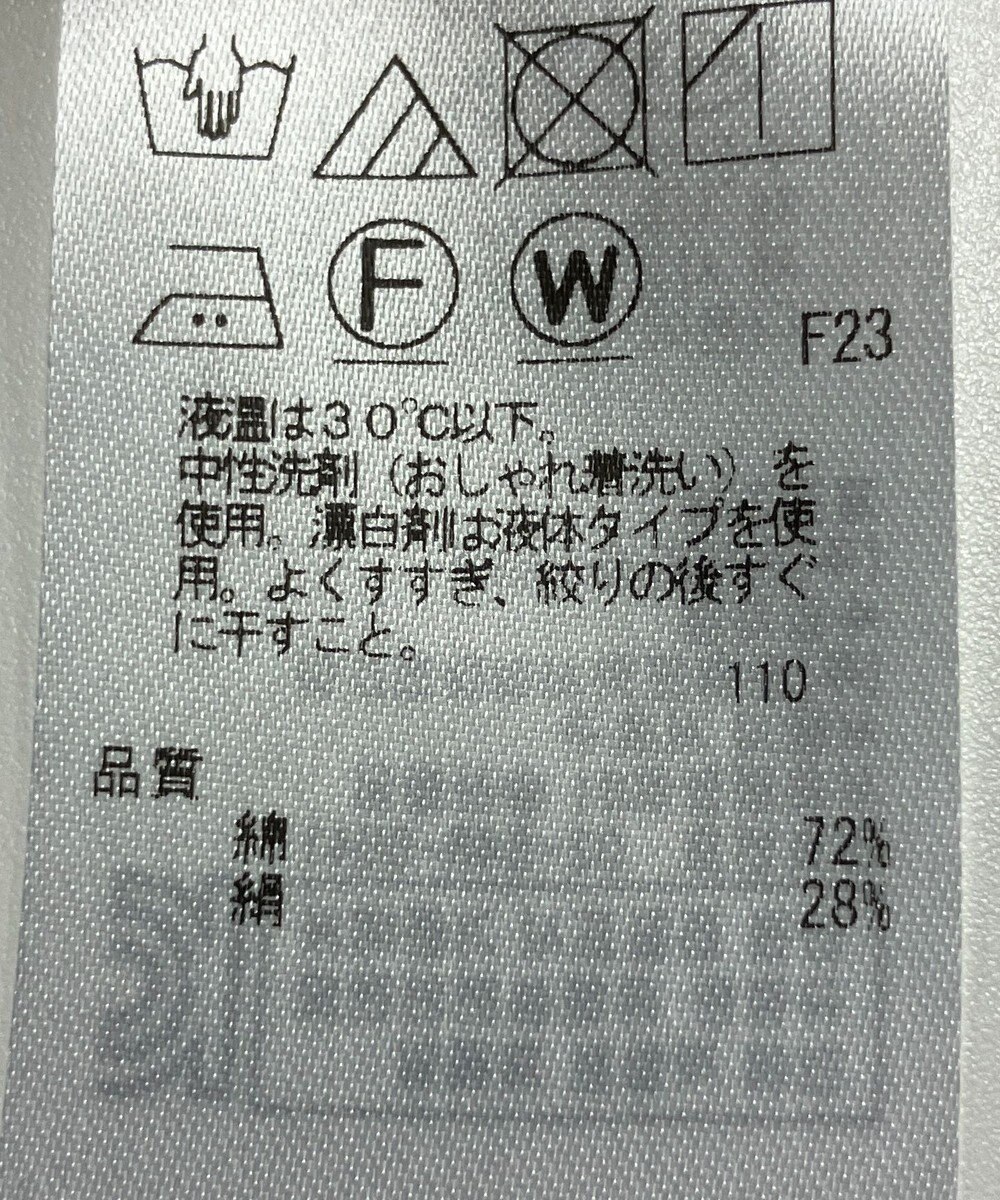 F
W
F23
液温は30℃以下。
中性洗剤（おしゃれ着洗い）を
使用。漂白剤は液体タイプを使
用。よくすすぎ、絞りの後すぐ
に干すこと。
110
品質
綿 72%
絹 28%